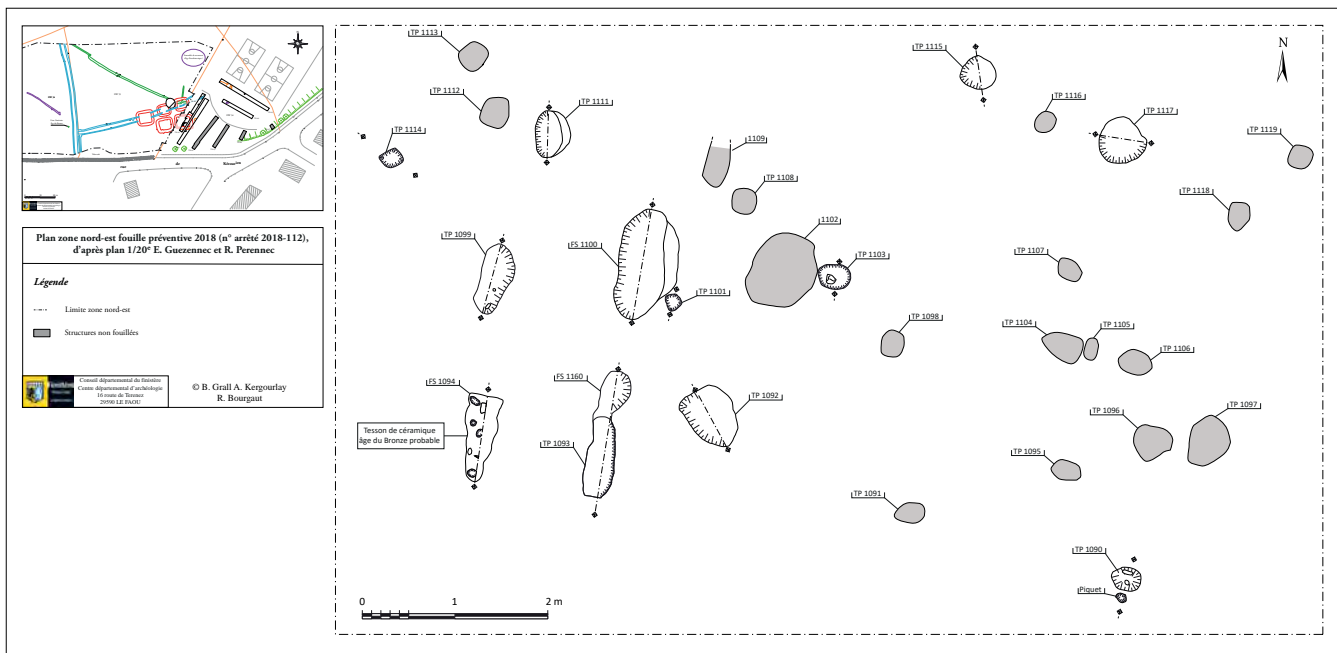 Plan zone nord-est fouille préventive 2018 (n° arrêté 2018-112),
d'après plan 1/20e E. Guezennec et R. Perennec
Légende
Limite zone nord-est
Structures non fouillées
Conseil départemental du finistère
Centre départemental d'archéologie
16 route de Terenez
29590 LE FAOU
© B. Grall A. Kergourlay
R. Bourgaut
N
TP 1113
TP 1115
TP 1112
TP 1111
TP 1116
TP 1117
TP 1114
1109
TP 1119
TP 1108
TP 1118
1102
TP 1099
FS 1100
TP 1103
TP 1107
TP 1101
TP 1098
TP 1104
TP 1105
TP 1106
FS 1094
FS 1160
TP 1092
TP 1096
TP 1097
Tesson de céramique
âge du Bronze probable
TP 1093
TP 1095
TP 1091
TP 1090
Piquet
0 1 2 m